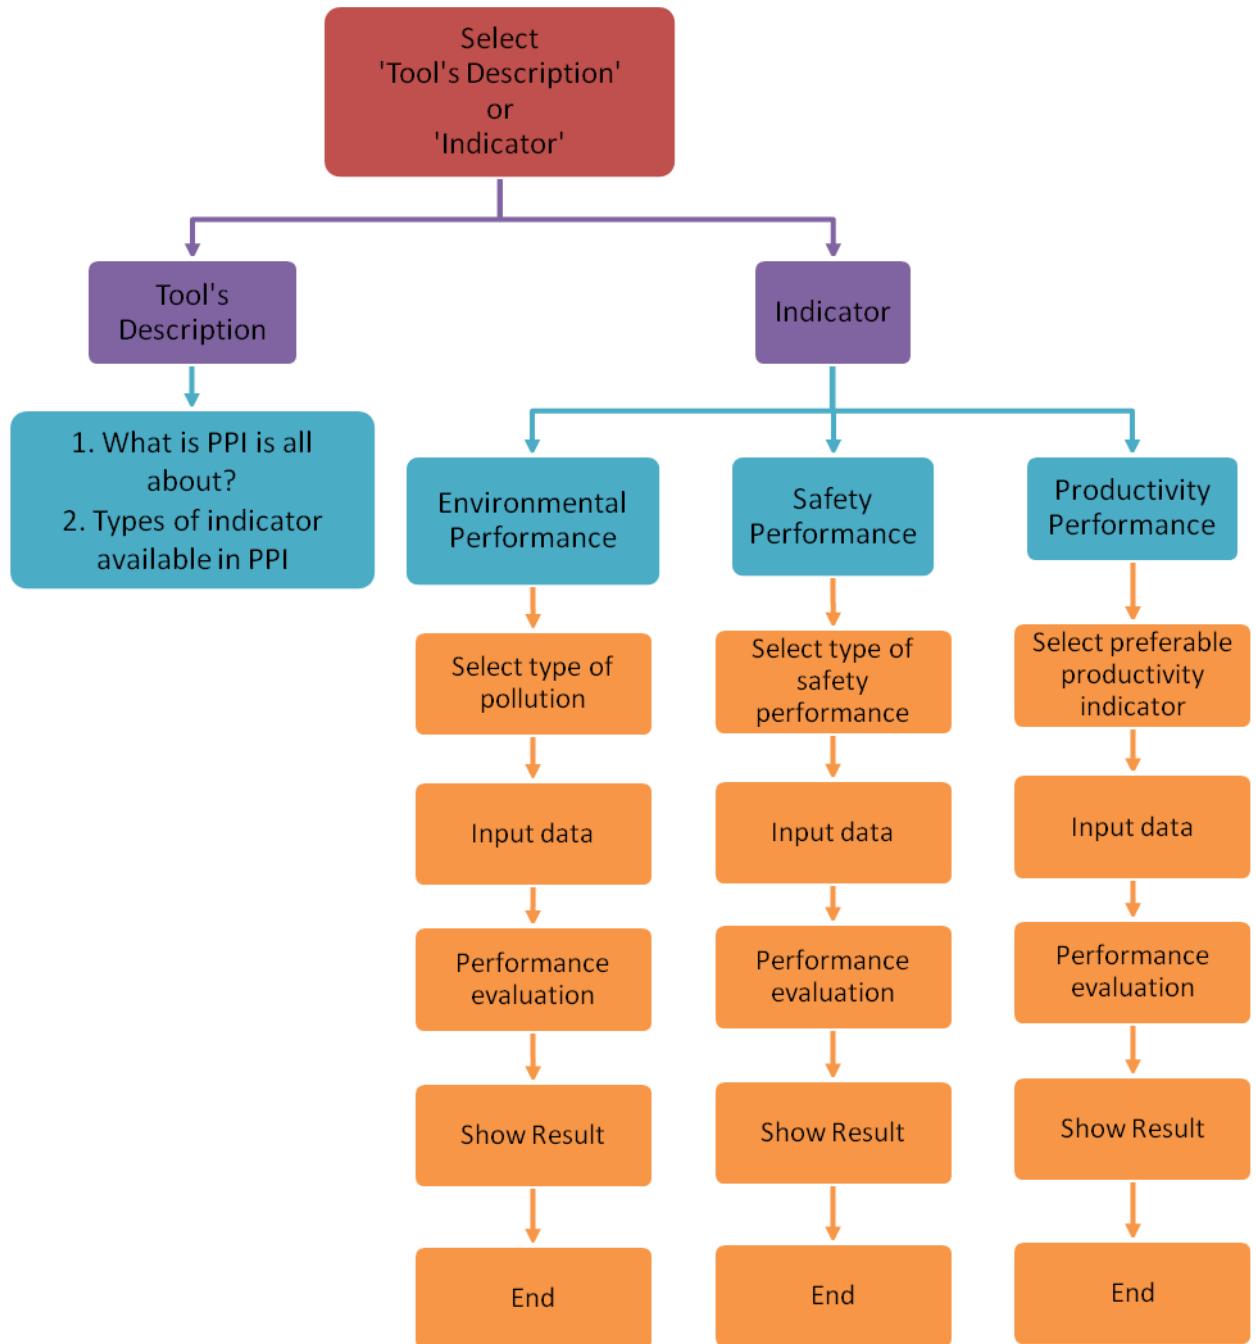 Select
'Tool's Description'
or
'Indicator'
Tool's
Description
Indicator
1. What is PPI is all
about?
2. Types of indicator
available in PPI
Environmental
Performance
Safety
Performance
Productivity
Performance
Select type of
pollution
Select type of
safety
performance
Select preferable
productivity
indicator
Input data
Input data
Input data
Performance
evaluation
Performance
evaluation
Performance
evaluation
Show Result
Show Result
Show Result
End
End
End